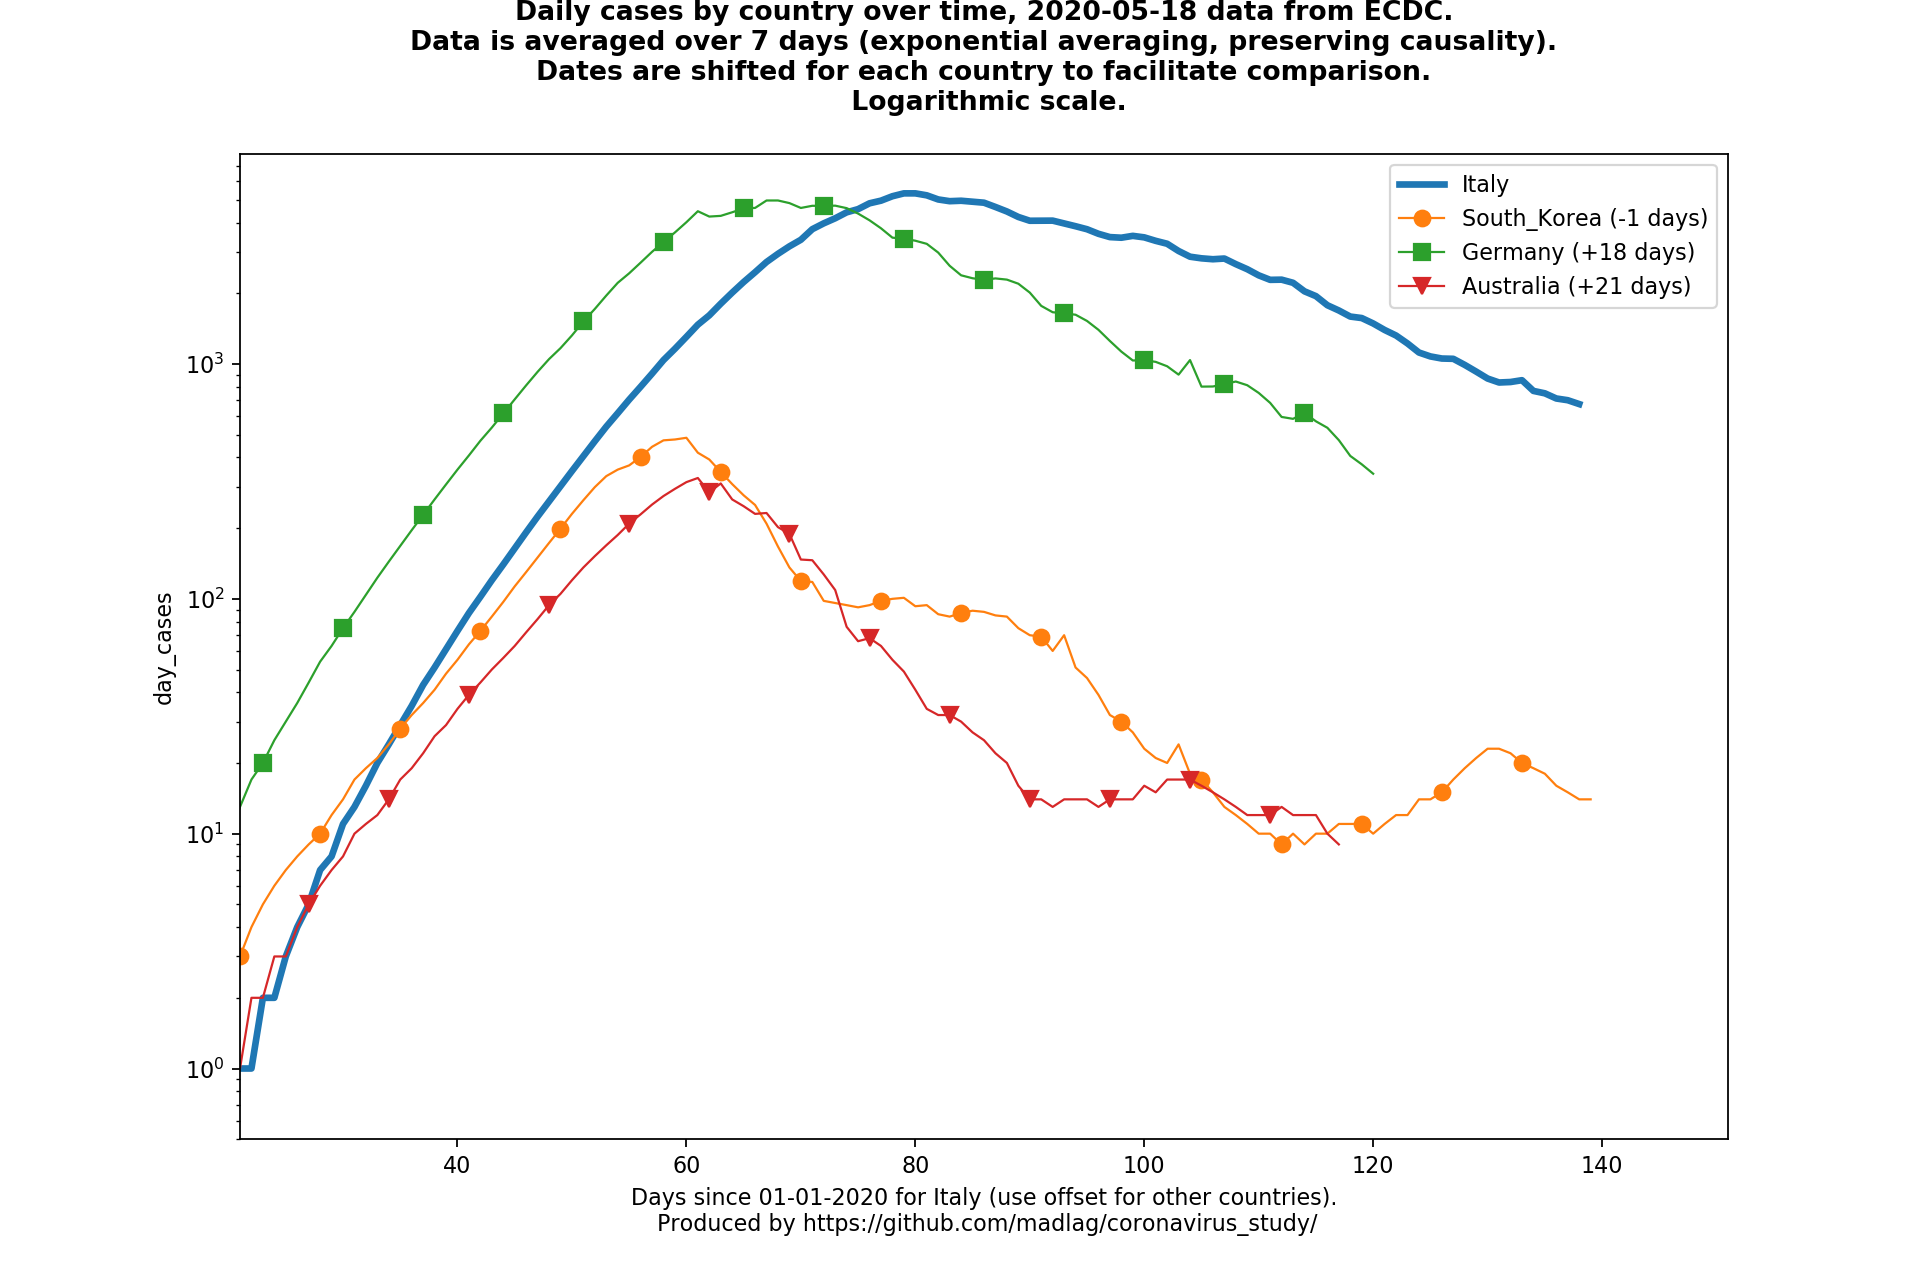 Daily cases by country over time, 2020-05-18 data from ECDC.
Data is averaged over 7 days (exponential averaging, preserving causality).
Dates are shifted for each country to facilitate comparison.
Logarithmic scale.
Italy
South_Korea (-1 days)
Germany (+18 days)
Australia (+21 days)
10³
10²
10¹
10⁰
day_cases
40 60 80 100 120 140
Days since 01-01-2020 for Italy (use offset for other countries).
Produced by https://github.com/madlag/coronavirus_study/